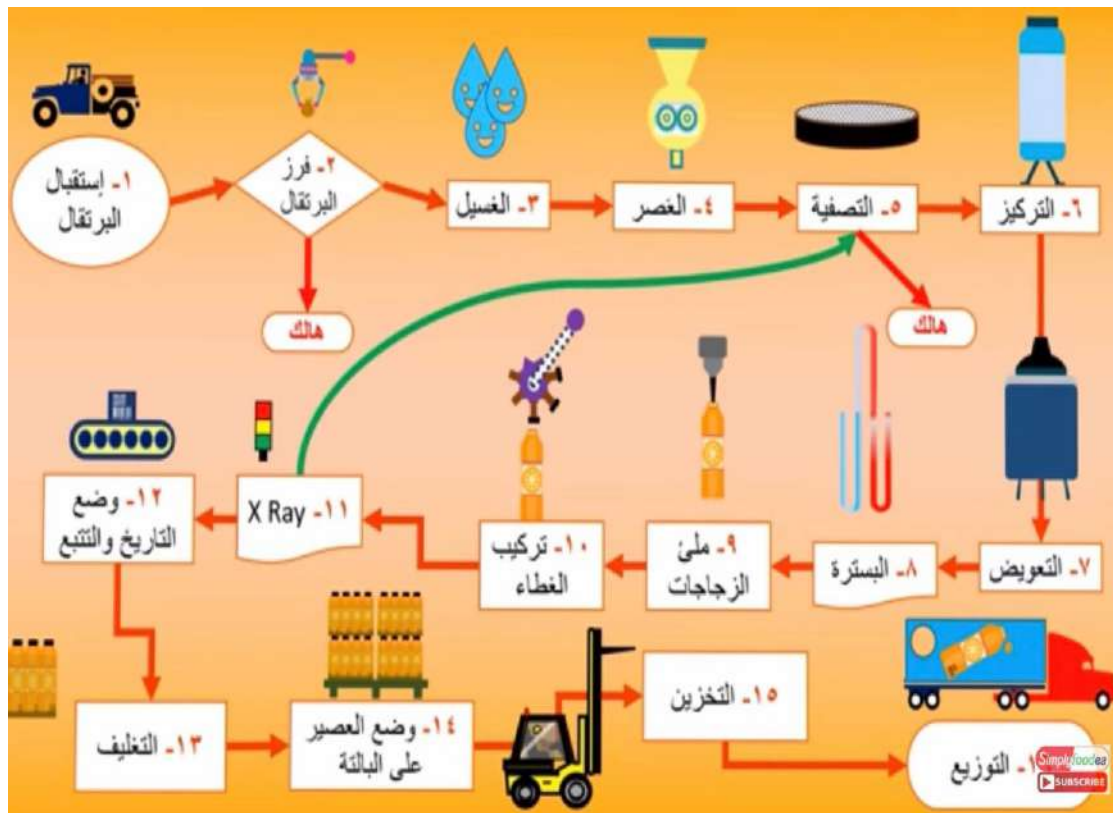 ١- إستقبال
البرتقال
٢- فرز
البرتقال
هالك
٣- الغسيل
٤- الغصر
٥- التصفية
هالك
٦- التركيز
٧- التعويض
٨- البسترة
٩- ملئ
الزجاجات
١٠- تركيب
الغطاء
١١- X Ray
١٢- وضع
التاريخ والتتبع
١٣- التغليف
١٤- وضع العصير
على البالتة
١٥- التخزين
التوزيع
Simplyfoodea
SUBSCRIBE